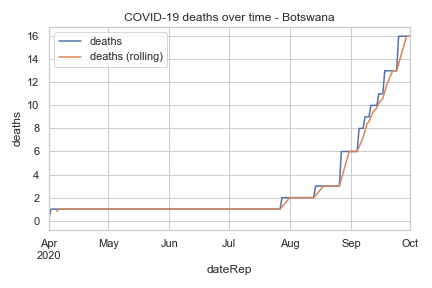 COVID-19 deaths over time - Botswana
deaths
deaths (rolling)
16
14
12
10
8
6
4
2
0
deaths
Apr
2020
May
Jun
Jul
Aug
Sep
Oct
dateRep